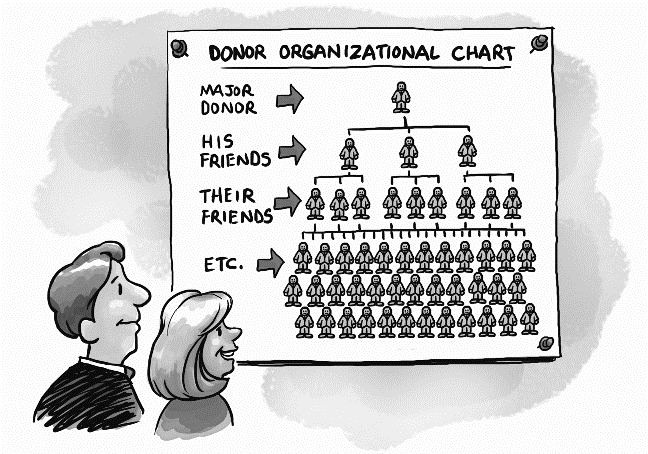 DONOR ORGANIZATIONAL CHART
MAJOR
DONOR
HIS
FRIENDS
THEIR
FRIENDS
ETC.